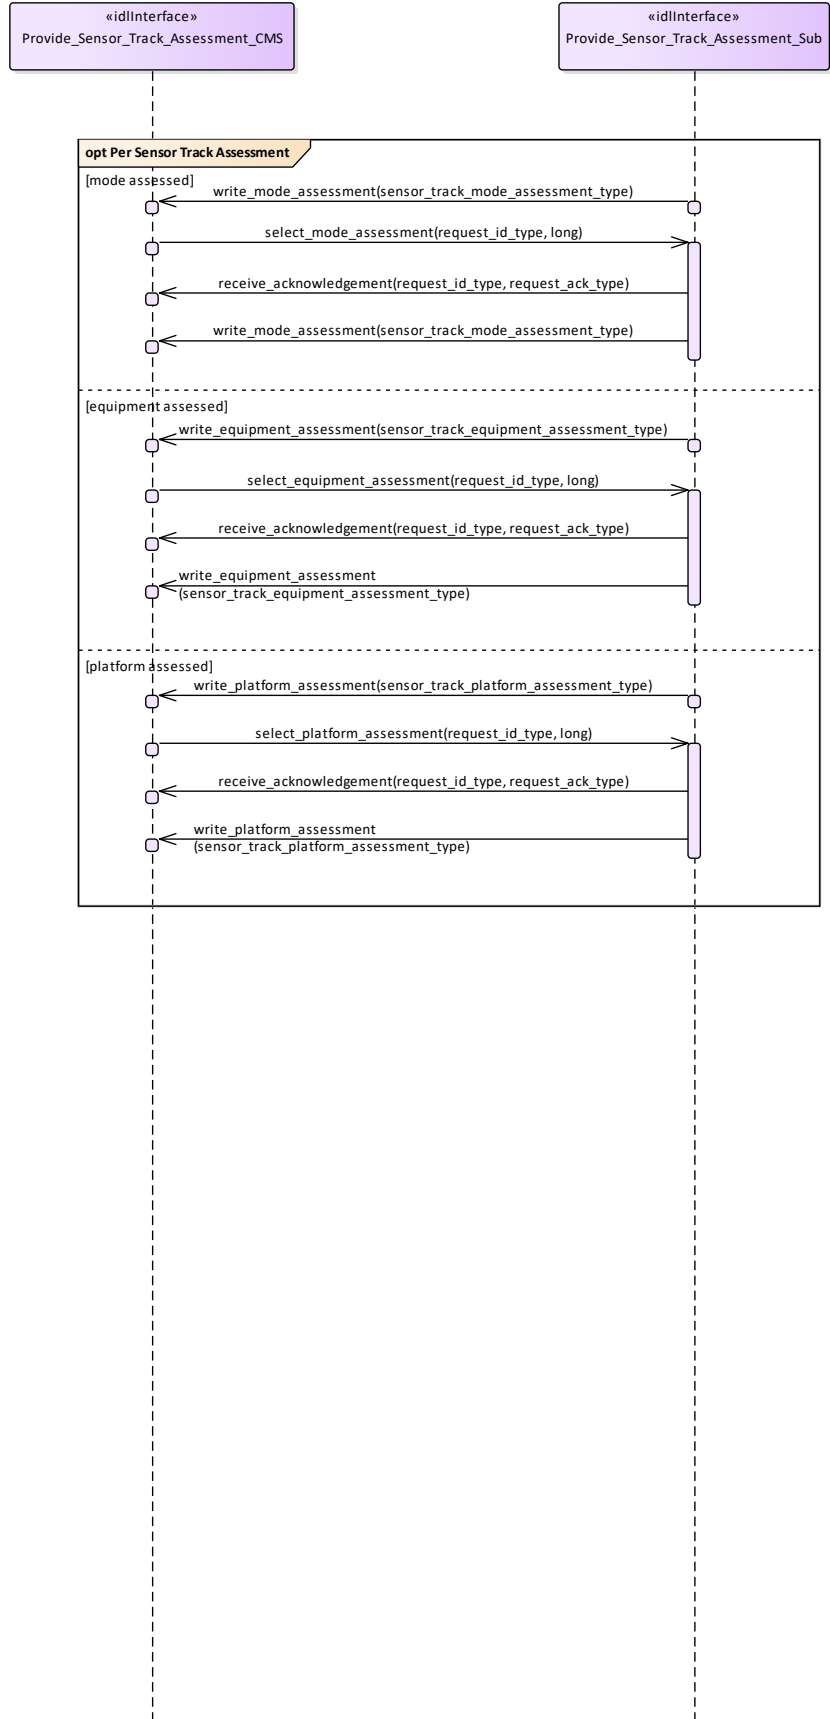 «idlInterface»
Provide_Sensor_Track_Assessment_CMS
«idlInterface»
Provide_Sensor_Track_Assessment_Sub
opt Per Sensor Track Assessment
[mode assessed]
write_mode_assessment(sensor_track_mode_assessment_type)
select_mode_assessment(request_id_type, long)
receive_acknowledgement(request_id_type, request_ack_type)
write_mode_assessment(sensor_track_mode_assessment_type)
[equipment assessed]
write_equipment_assessment(sensor_track_equipment_assessment_type)
select_equipment_assessment(request_id_type, long)
receive_acknowledgement(request_id_type, request_ack_type)
write_equipment_assessment
(sensor_track_equipment_assessment_type)
[platform assessed]
write_platform_assessment(sensor_track_platform_assessment_type)
select_platform_assessment(request_id_type, long)
receive_acknowledgement(request_id_type, request_ack_type)
write_platform_assessment
(sensor_track_platform_assessment_type)